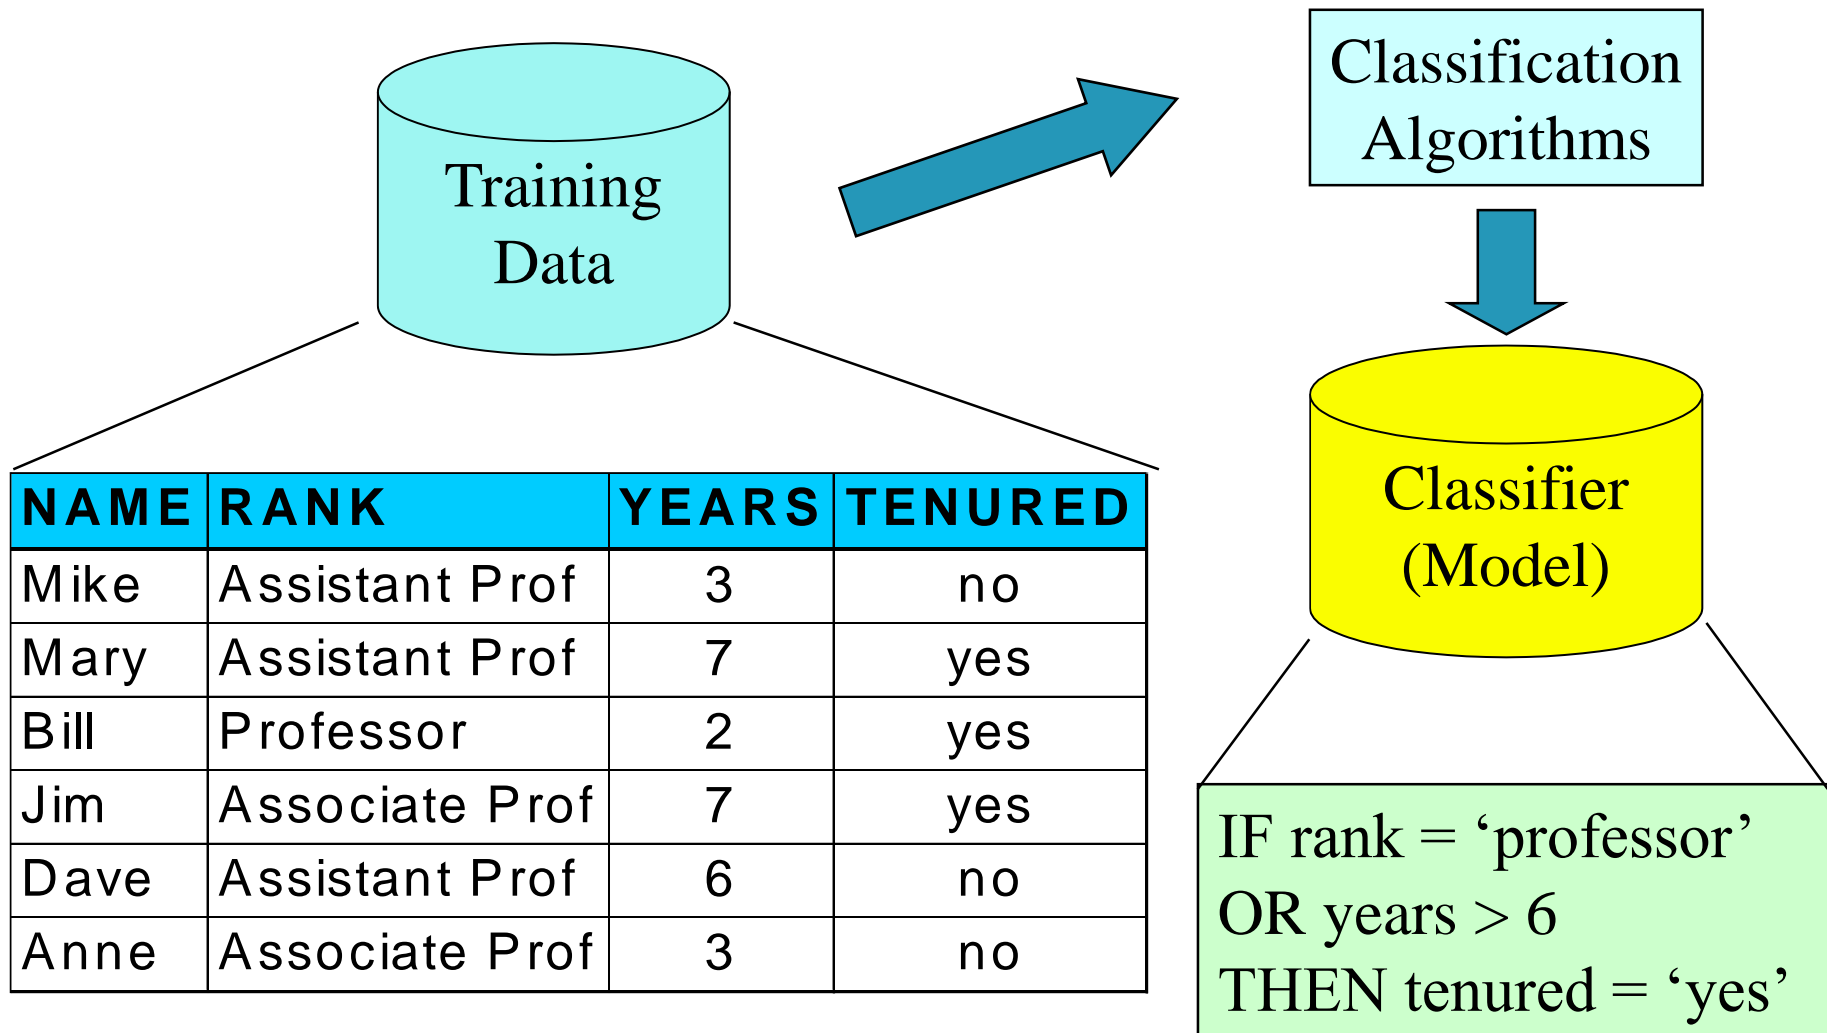 Training
Data
Classification
Algorithms
Classifier
(Model)
NAME RANK YEARS TENURED
Mike Assistant Prof 3 no
Mary Assistant Prof 7 yes
Bill Professor 2 yes
Jim Associate Prof 7 yes
Dave Assistant Prof 6 no
Anne Associate Prof 3 no
IF rank = ‘professor’
OR years > 6
THEN tenured = ‘yes’